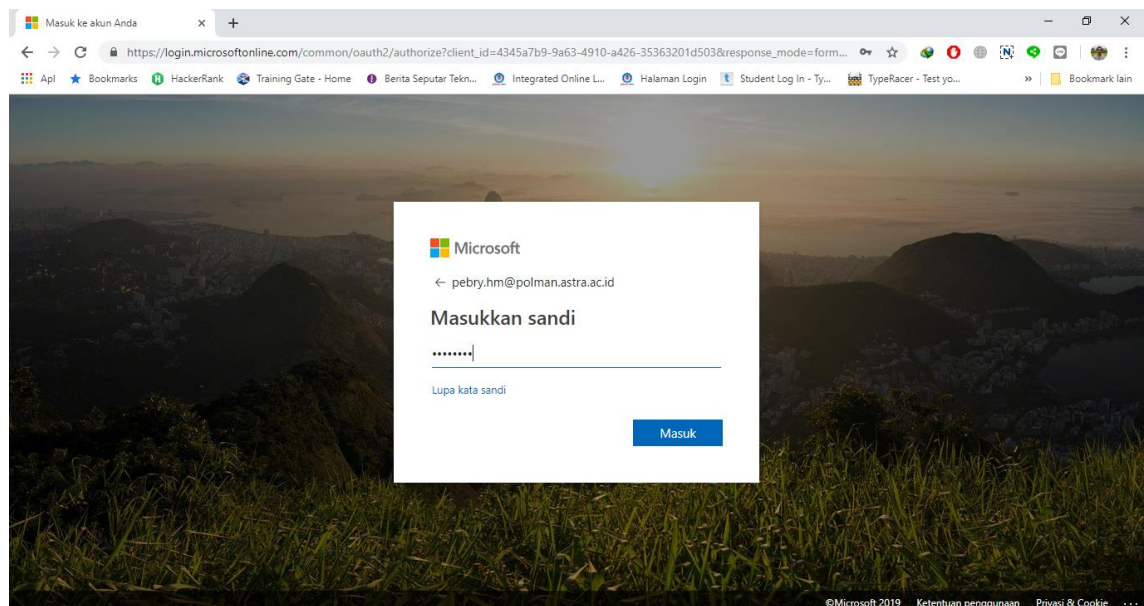 Masuk ke akun Anda
https://login.microsoftonline.com/common/oauth2/authorize?client_id=4345a7b9-9a63-4910-a426-35363201d503&response_mode=form...
Apl Bookmarks HackerRank Training Gate - Home Berita Seputar Tekn... Integrated Online L... Halaman Login Student Log In - Ty... TypeRacer - Test yo... » Bookmark lain
Microsoft
← pebry.hm@polman.astra.ac.id
Masukkan sandi
••••••••
Lupa kata sandi
Masuk
©Microsoft 2019 Ketentuan penggunaan Privasi & Cookie ...